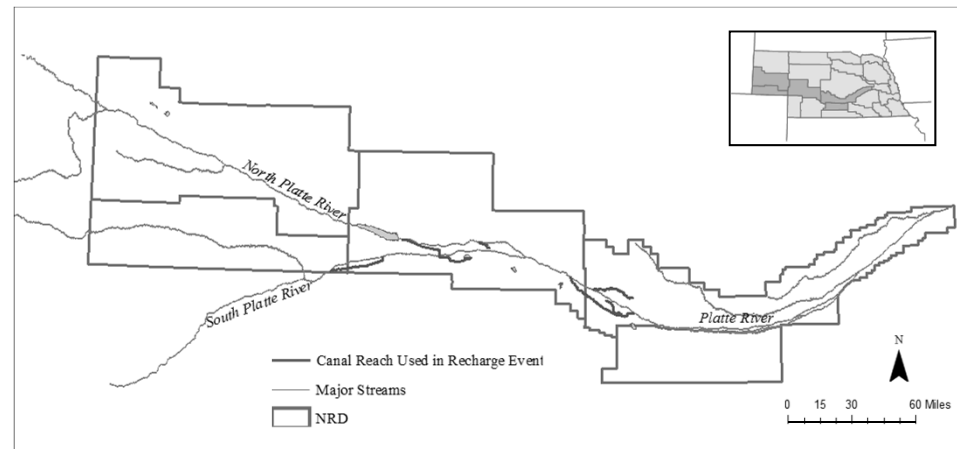 North Platte River
South Platte River
Platte River
Canal Reach Used in Recharge Event
Major Streams
NRD
N
0 15 30 60 Miles